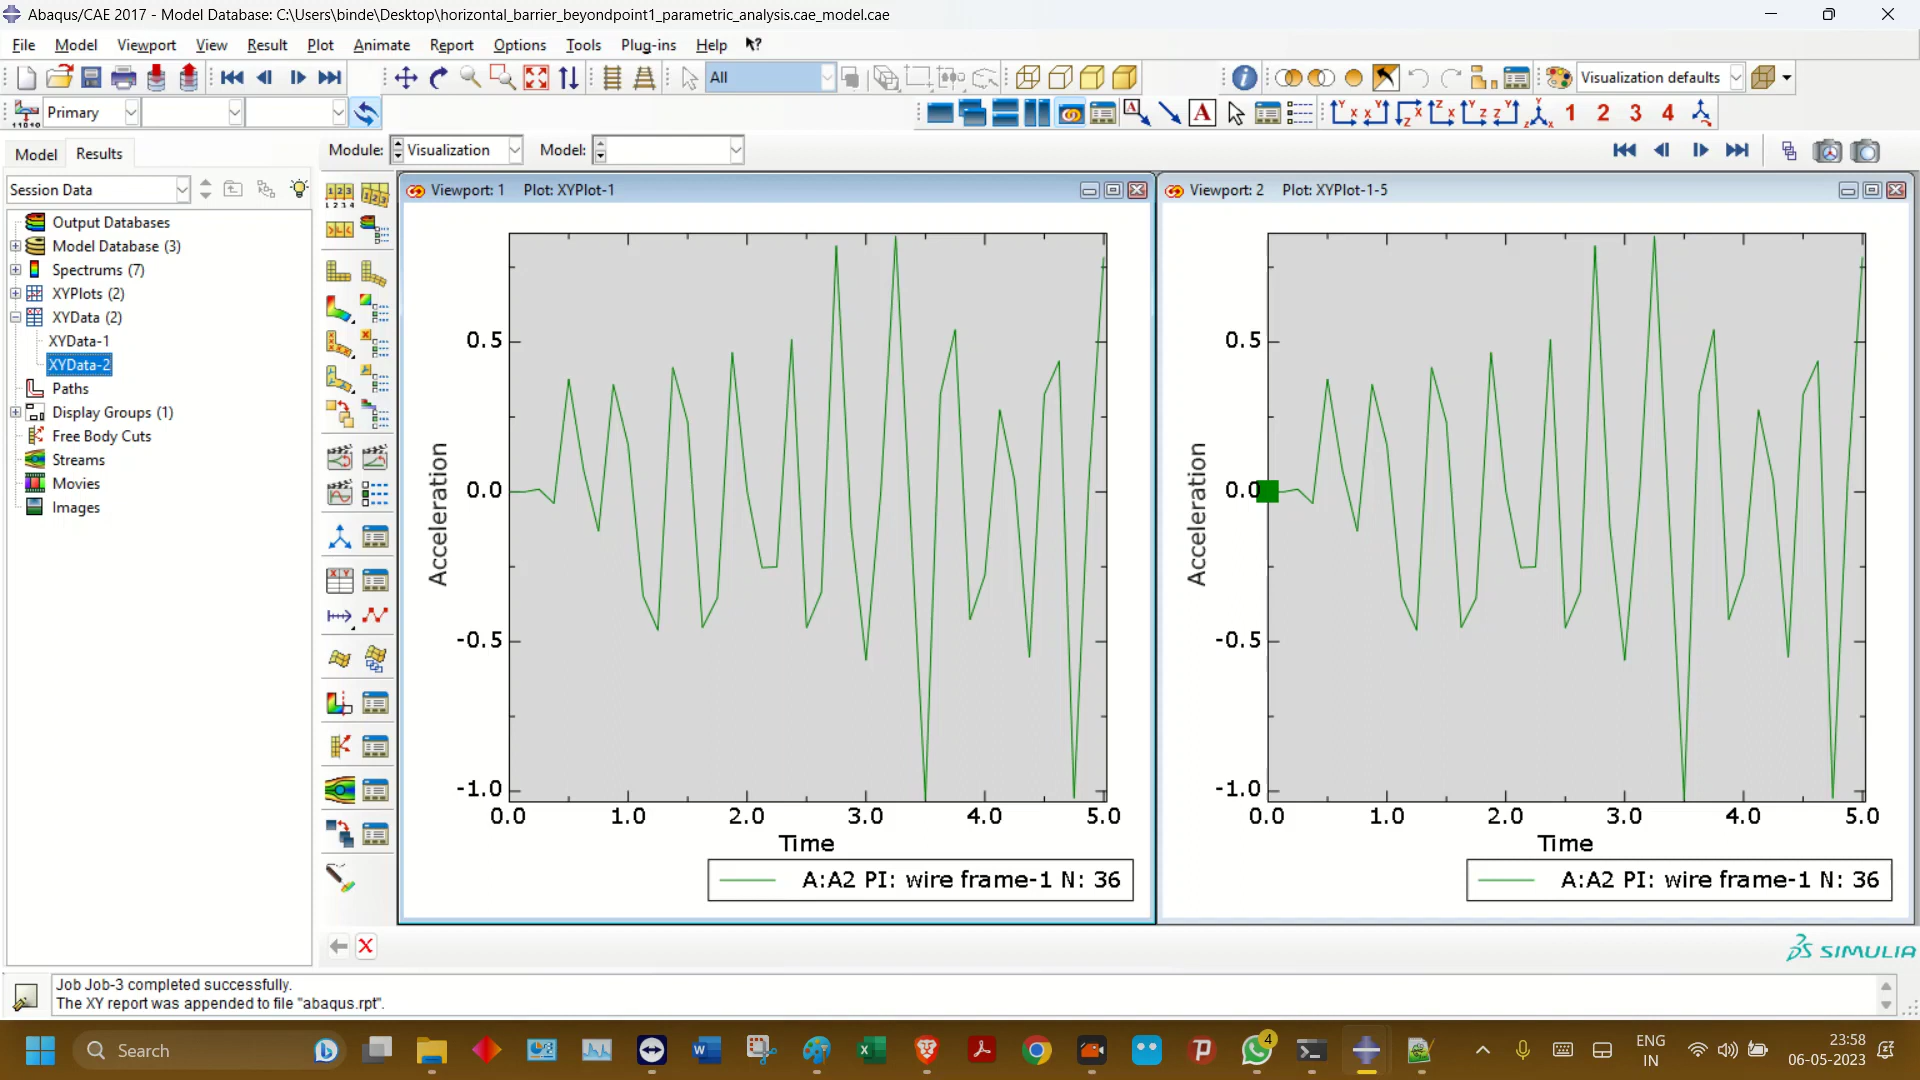 Abaqus/CAE 2017 - Model Database: C:\Users\binde\Desktop\horizontal_barrier_beyondpoint1_parametric_analysis.cae_model.cae
File Model Viewport View Result Plot Animate Report Options Tools Plug-ins Help
All
Visualization defaults
Primary
1 2 3 4
Model Results
Module: Visualization Model:
Session Data
Output Databases
Model Database (3)
Spectrums (7)
XYPlots (2)
XYData (2)
XYData-1
XYData-2
Paths
Display Groups (1)
Free Body Cuts
Streams
Movies
Images
Viewport: 1 Plot: XYPlot-1
0.5
0.0
-0.5
-1.0
Acceleration
0.0 1.0 2.0 3.0 4.0 5.0
Time
A:A2 PI: wire frame-1 N: 36
Viewport: 2 Plot: XYPlot-1-5
0.5
0.0
-0.5
-1.0
Acceleration
0.0 1.0 2.0 3.0 4.0 5.0
Time
A:A2 PI: wire frame-1 N: 36
SIMULIA
Job Job-3 completed successfully.
The XY report was appended to file "abaqus.rpt".
Search
4
ENG
IN
23:58
06-05-2023